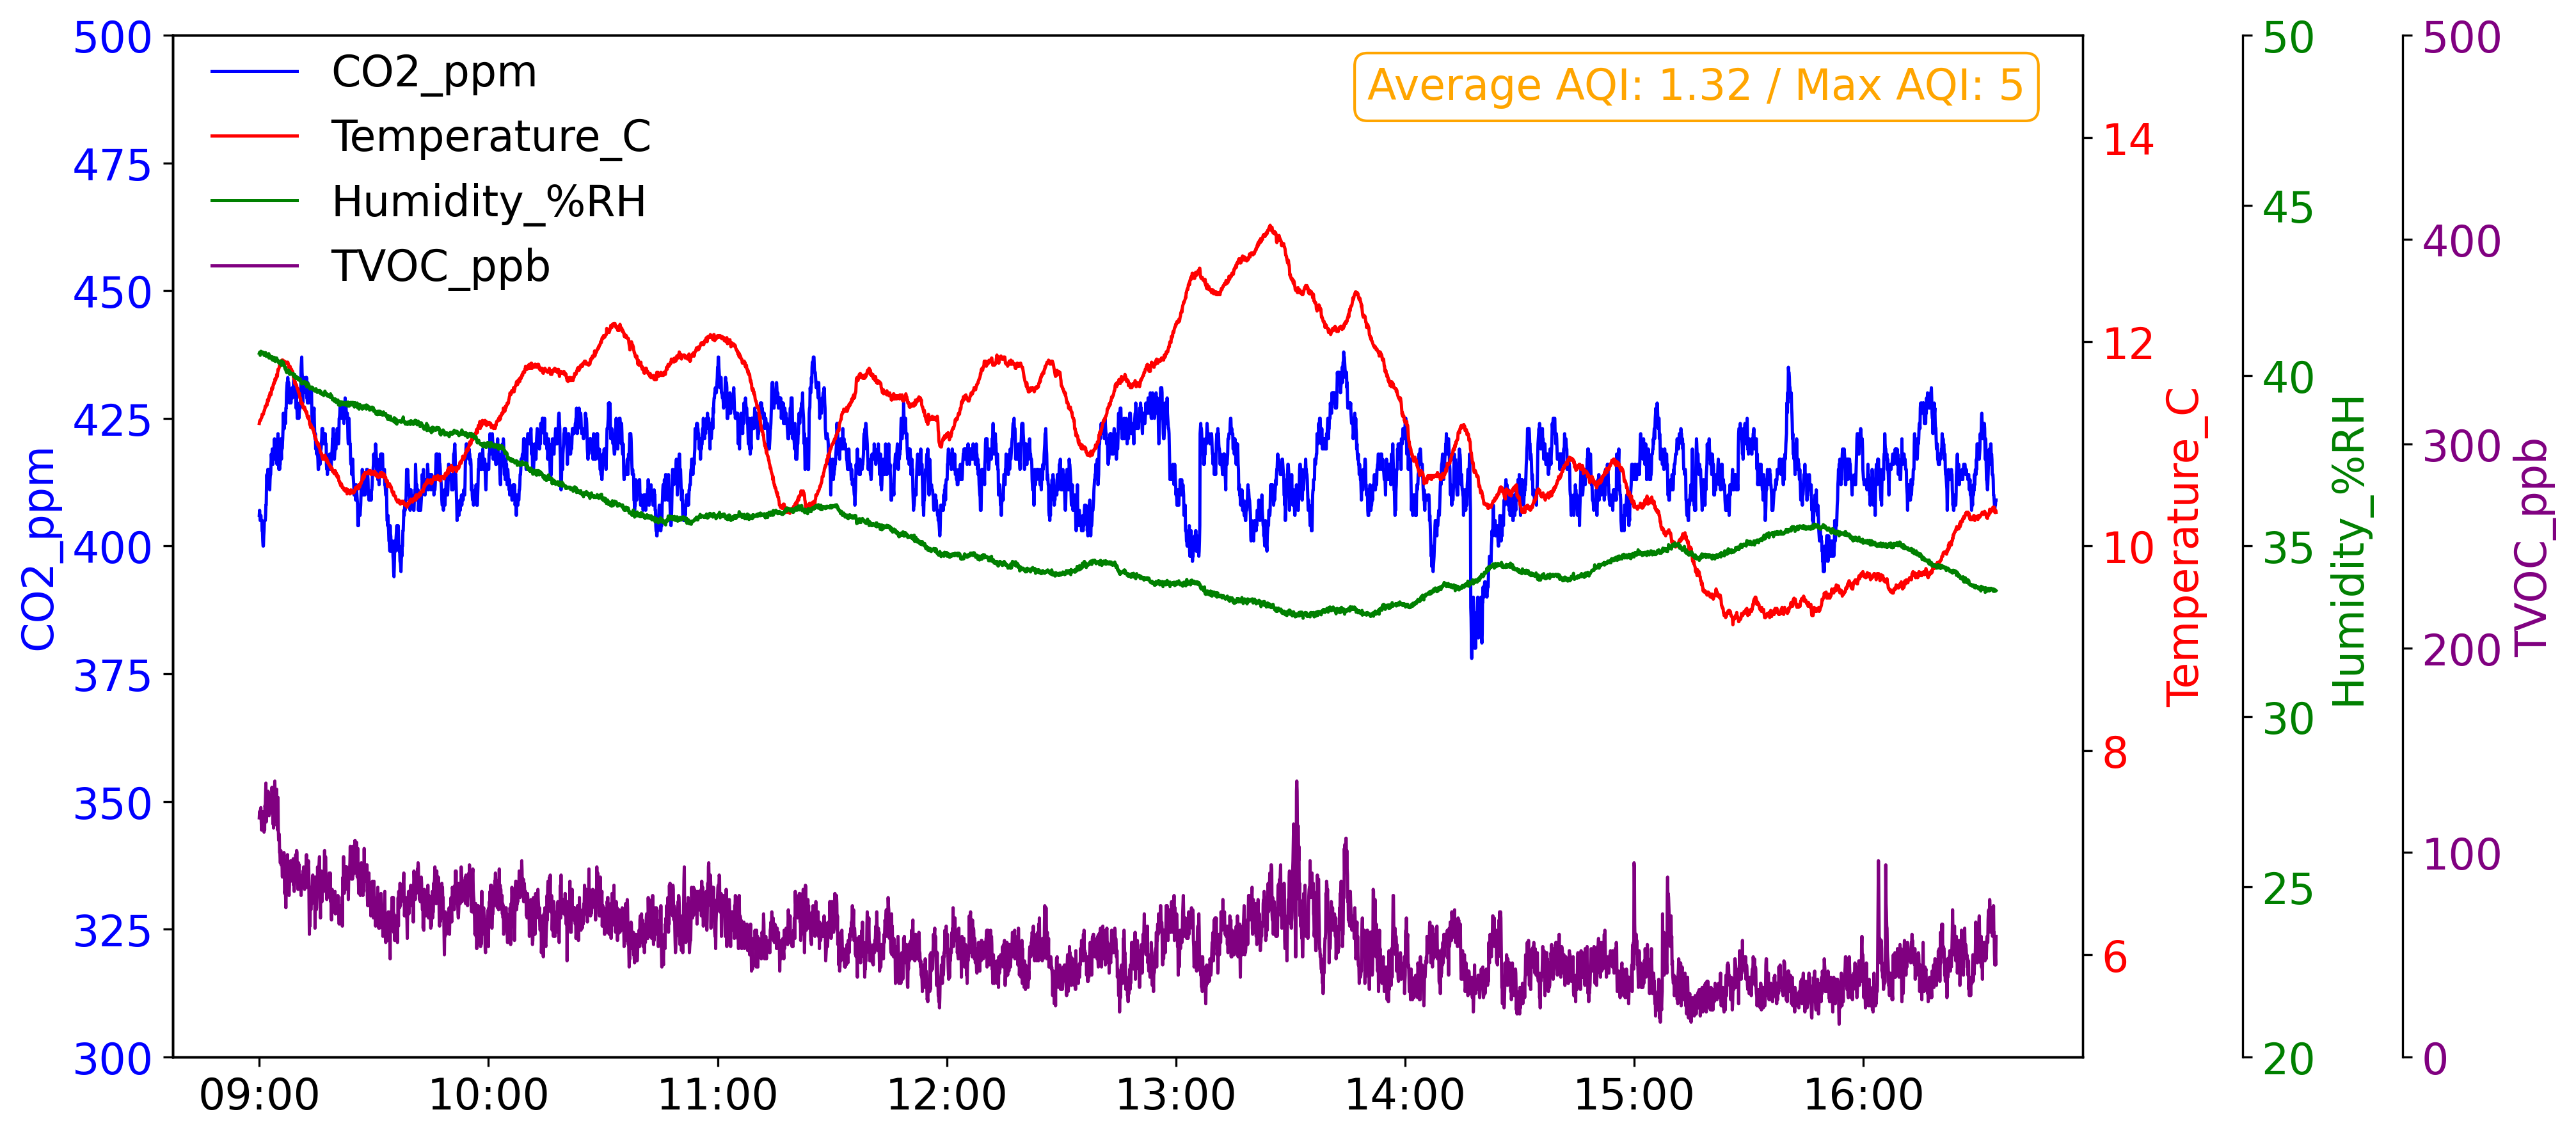 CO2_ppm
Temperature_C
Humidity_%RH
TVOC_ppb
Average AQI: 1.32 / Max AQI: 5
500
475
450
425
400
375
350
325
300
CO2_ppm
14
12
10
8
6
Temperature_C
50
45
40
35
30
25
20
Humidity_%RH
500
400
300
200
100
0
TVOC_ppb
09:00 10:00 11:00 12:00 13:00 14:00 15:00 16:00